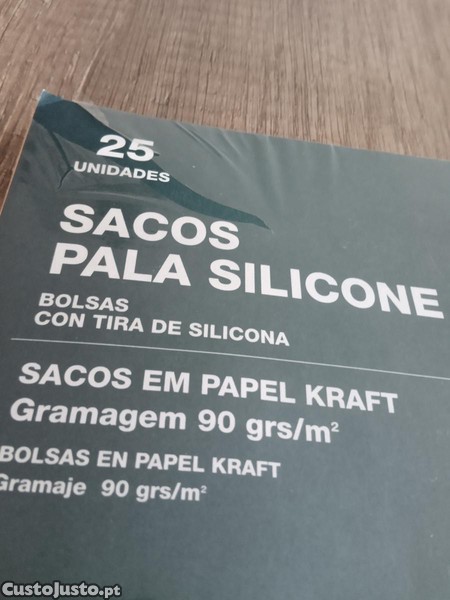 25
UNIDADES
SACOS
PALA SILICONE
BOLSAS
CON TIRA DE SILICONA
SACOS EM PAPEL KRAFT
Gramagem 90 grs/m²
BOLSAS EN PAPEL KRAFT
Gramaje 90 grs/m²
CustoJusto.pt